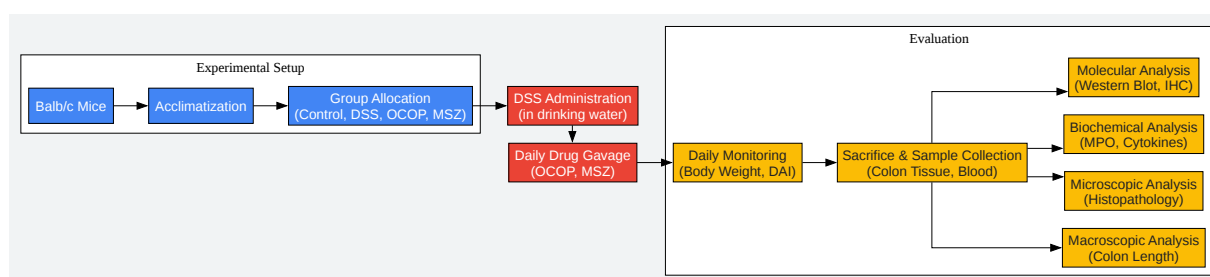 Experimental Setup
Balb/c Mice
Acclimatization
Group Allocation
(Control, DSS, OCOP, MSZ)
DSS Administration
(in drinking water)
Daily Drug Gavage
(OCOP, MSZ)
Evaluation
Daily Monitoring
(Body Weight, DAI)
Sacrifice & Sample Collection
(Colon Tissue, Blood)
Molecular Analysis
(Western Blot, IHC)
Biochemical Analysis
(MPO, Cytokines)
Microscopic Analysis
(Histopathology)
Macroscopic Analysis
(Colon Length)